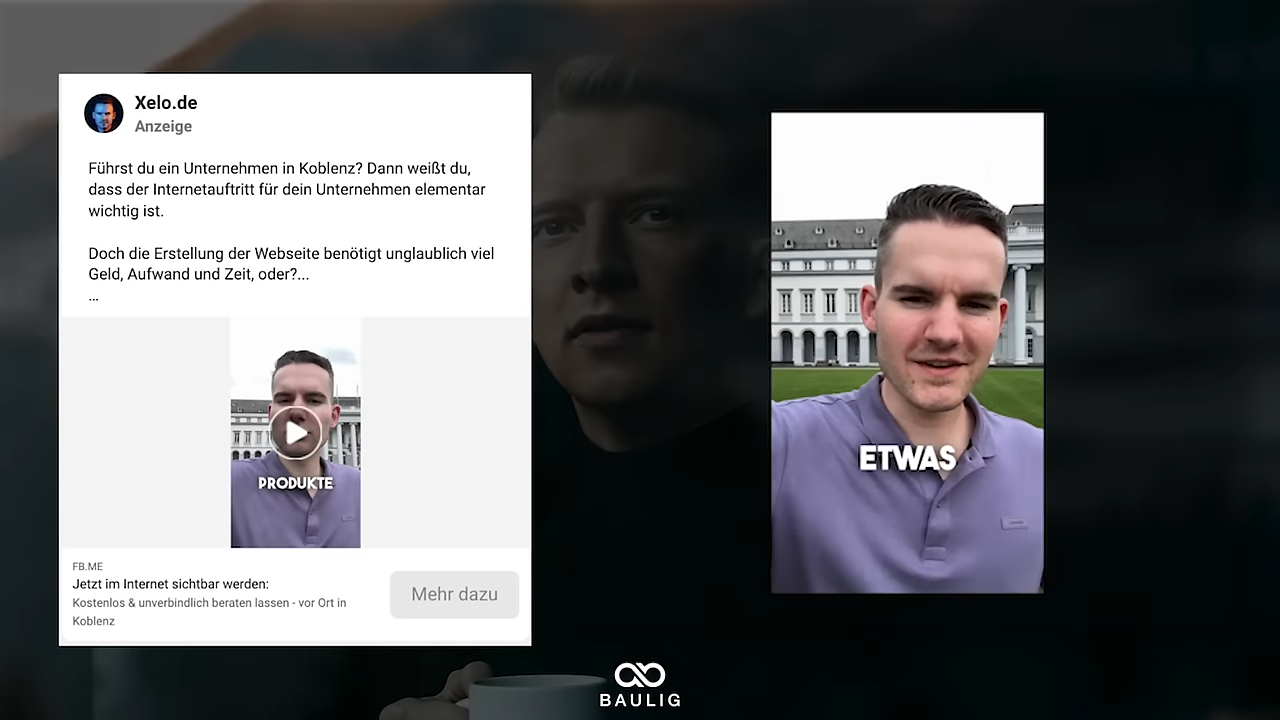 Xelo.de
Anzeige
Führst du ein Unternehmen in Koblenz? Dann weißt du,
dass der Internetauftritt für dein Unternehmen elementar
wichtig ist.
Doch die Erstellung der Webseite benötigt unglaublich viel
Geld, Aufwand und Zeit, oder?...
...
PRODUKTE
FB.ME
Jetzt im Internet sichtbar werden:
Kostenlos & unverbindlich beraten lassen - vor Ort in
Koblenz
Mehr dazu
ETWAS
BAULIG